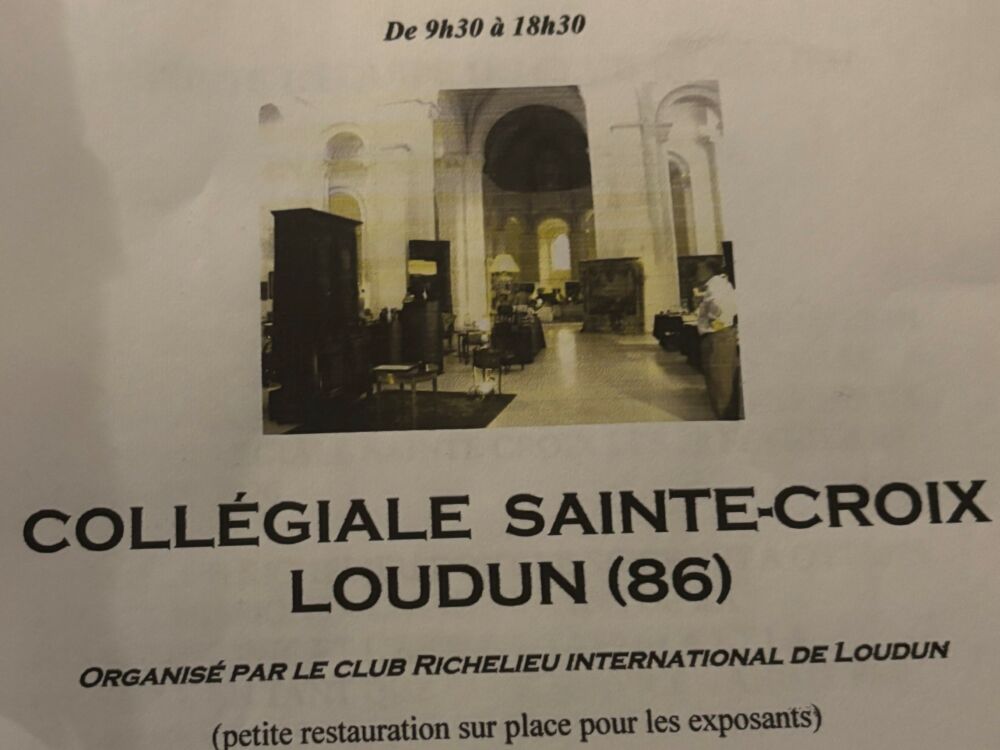 De 9h30 à 18h30
COLLÉGIALE SAINTE-CROIX
LOUDUN (86)
ORGANISÉ PAR LE CLUB RICHELIEU INTERNATIONAL DE LOUDUN
(petite restauration sur place pour les exposants)